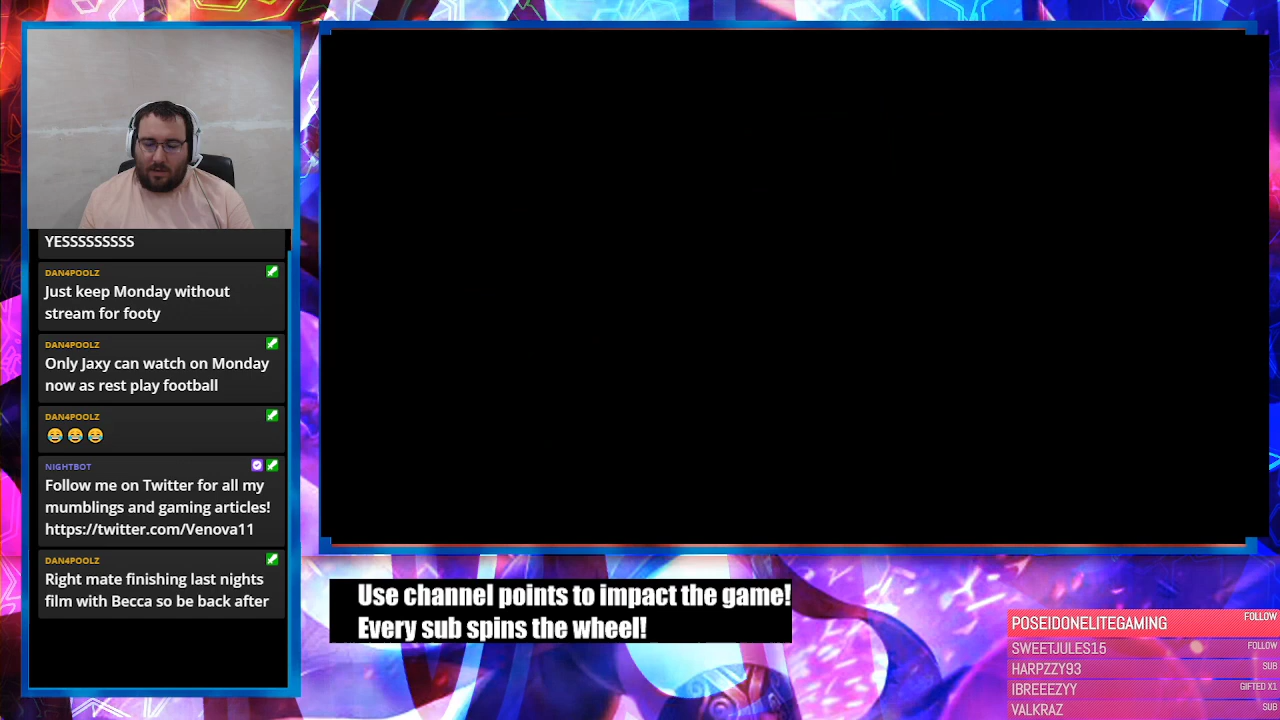 YESSSSSSSSS
DAN4POOLZ
Just keep Monday without
stream for footy
DAN4POOLZ
Only Jaxy can watch on Monday
now as rest play football
DAN4POOLZ
😂 😂 😂
NIGHTBOT
Follow me on Twitter for all my
mumblings and gaming articles!
https://twitter.com/Venova11
DAN4POOLZ
Right mate finishing last nights
film with Becca so be back after
Use channel points to impact the game!
Every sub spins the wheel!
POSEIDONELITEGAMING FOLLOW
SWEETJULES15 FOLLOW
HARPZZY93 SUB
IBREEEZYY GIFTED X1
VALKRAZ SUB